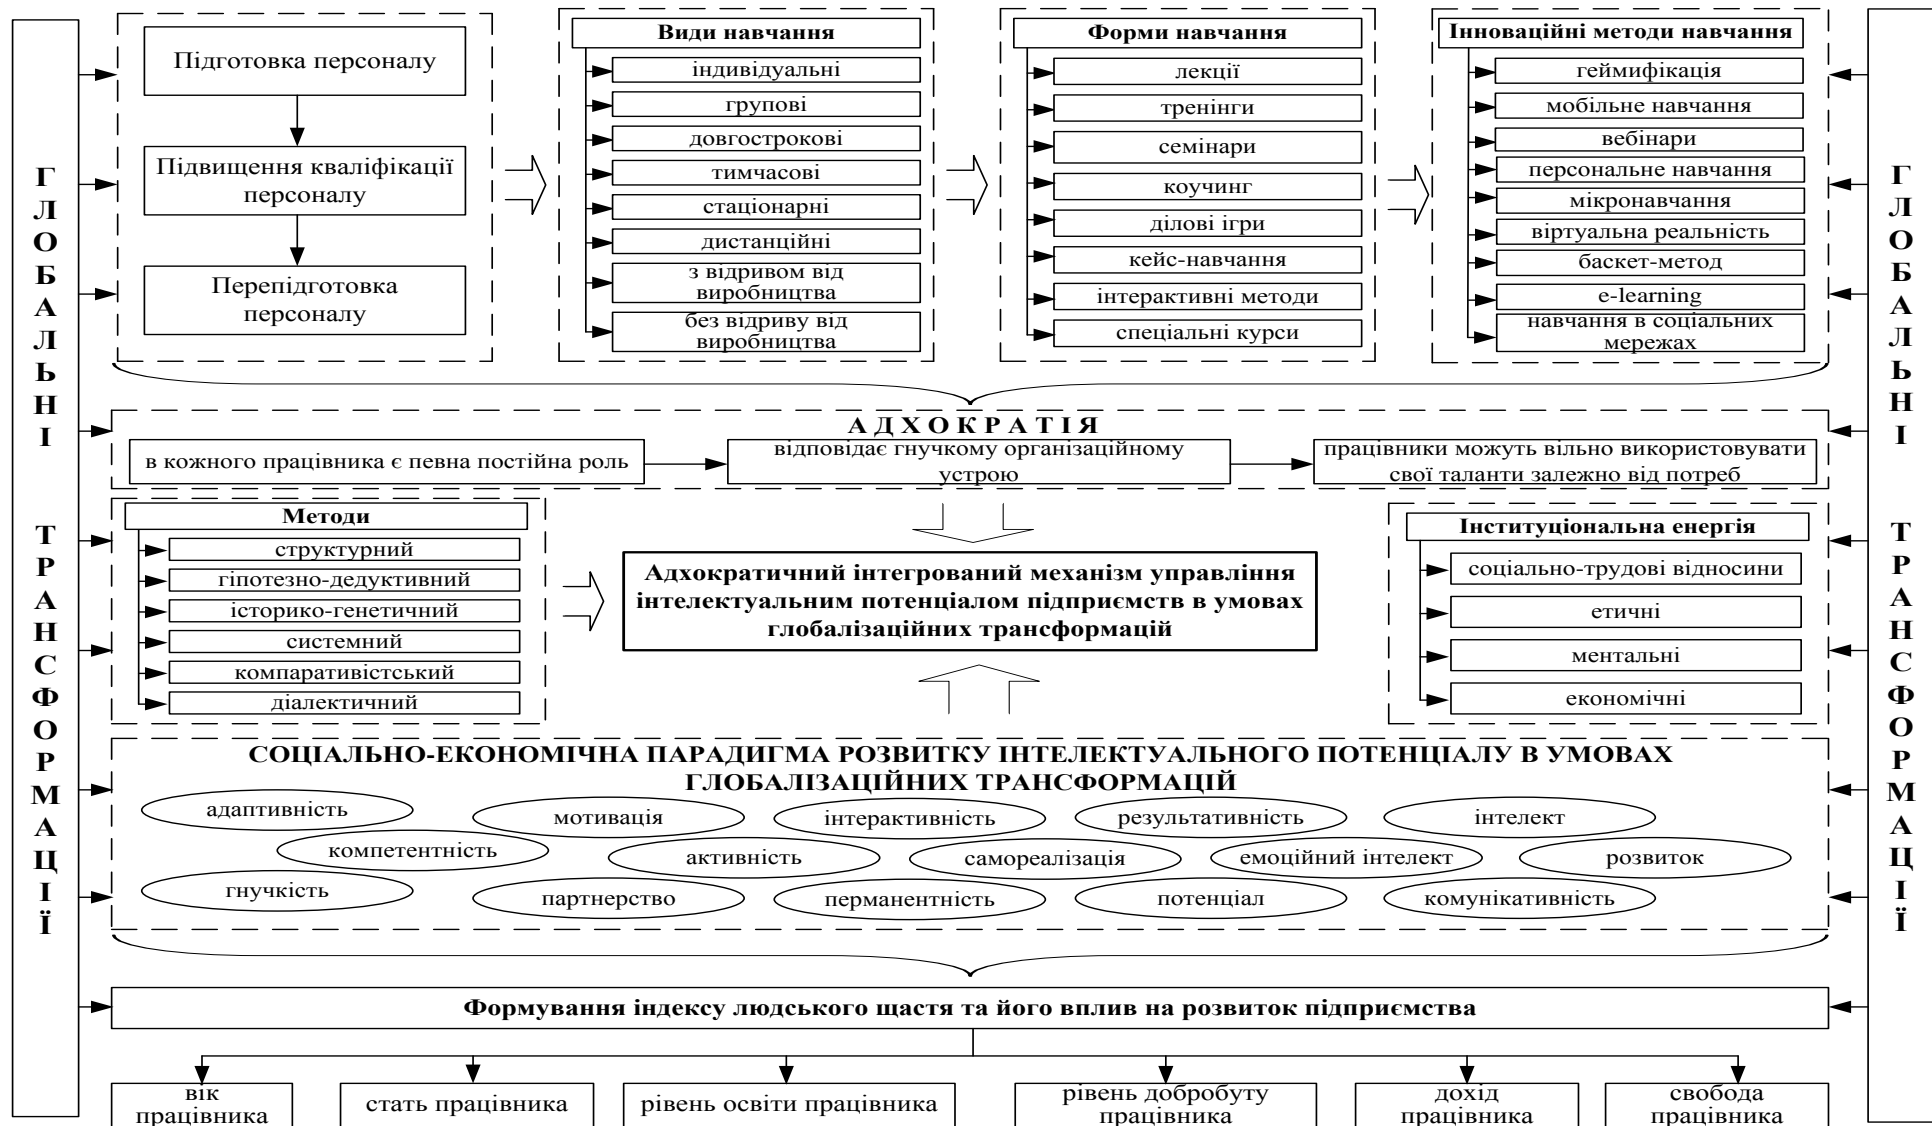 ГЛОБАЛЬНІ ТРАНСФОРМАЦІЇ
Підготовка персоналу
Підвищення кваліфікації
персоналу
Перепідготовка
персоналу
Види навчання
індивідуальні
групові
довгострокові
тимчасові
стаціонарні
дистанційні
з відривом від
виробництва
без відриву від
виробництва
Форми навчання
лекції
тренінги
семінари
коучинг
ділові ігри
кейс-навчання
інтерактивні методи
спеціальні курси
Інноваційні методи навчання
геймифікація
мобільне навчання
вебінари
персональне навчання
мікронавчання
віртуальна реальність
баскет-метод
e-learning
навчання в соціальних
мережах
ГЛОБАЛЬНІ ТРАНСФОРМАЦІЇ
АДХОКРАТІЯ
в кожного працівника є певна постійна роль
відповідає гнучкому організаційному
устрою
працівники можуть вільно використовувати
свої таланти залежно від потреб
Методи
структурний
гіпотезно-дедуктивний
історико-генетичний
системний
компаративістський
діалектичний
Адхократичний інтегрований механізм управління
інтелектуальним потенціалом підприємств в умовах
глобалізаційних трансформацій
Інституціональна енергія
соціально-трудові відносини
етичні
ментальні
економічні
СОЦІАЛЬНО-ЕКОНОМІЧНА ПАРАДИГМА РОЗВИТКУ ІНТЕЛЕКТУАЛЬНОГО ПОТЕНЦІАЛУ В УМОВАХ
ГЛОБАЛІЗАЦІЙНИХ ТРАНСФОРМАЦІЙ
адаптивність
мотивація
інтерактивність
результативність
інтелект
компетентність
активність
самореалізація
емоційний інтелект
розвиток
гнучкість
партнерство
перманентність
потенціал
комунікативність
Формування індексу людського щастя та його вплив на розвиток підприємства
вік
працівника
стать працівника
рівень освіти працівника
рівень добробуту
працівника
дохід
працівника
свобода
працівника